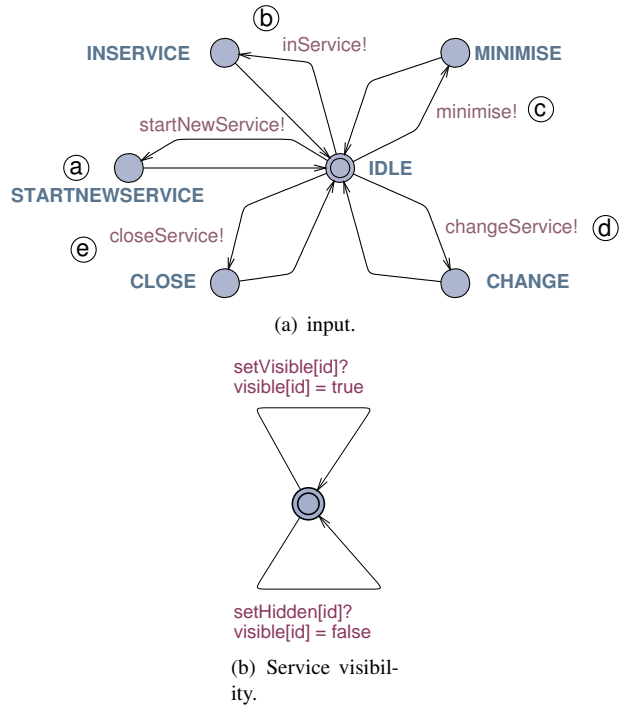 b
INSERVICE
inService!
MINIMISE
minimise!
c
startNewService!
a
IDLE
STARTNEWSERVICE
e
closeService!
changeService!
d
CLOSE
CHANGE
(a) input.
setVisible[id]?
visible[id] = true
setHidden[id]?
visible[id] = false
(b) Service visibil-
ity.